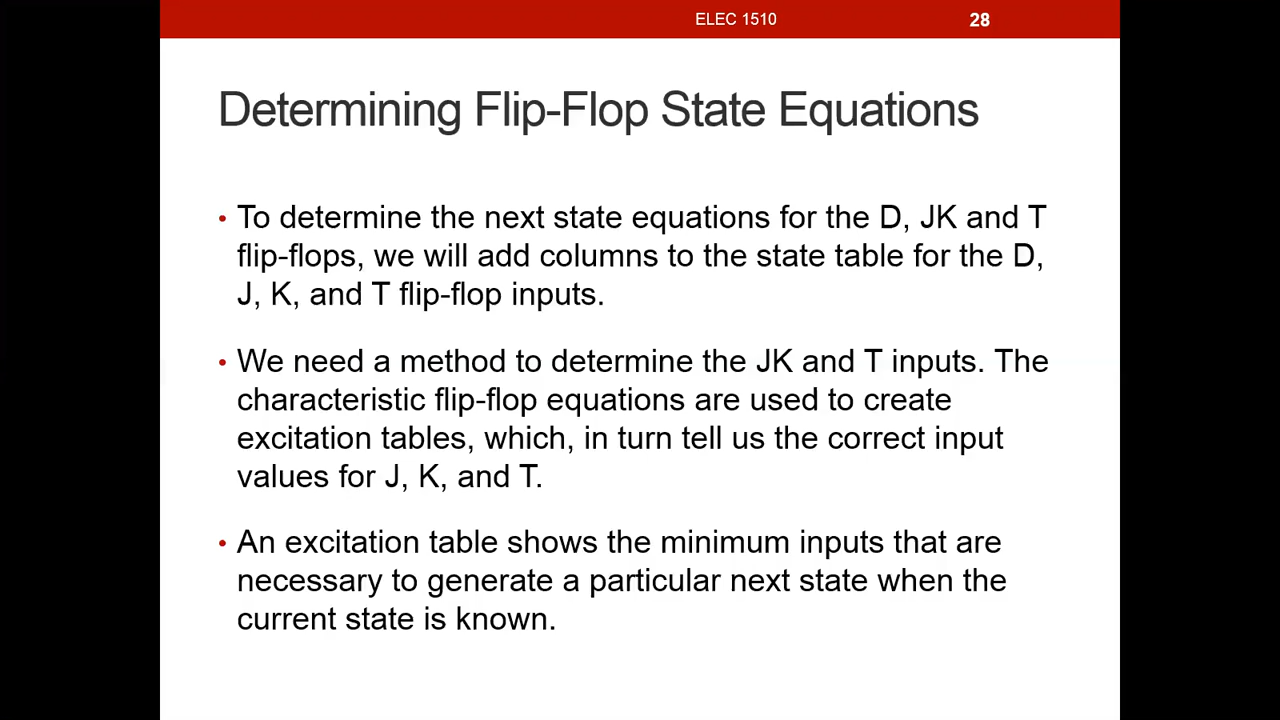 ELEC 1510
28
Determining Flip-Flop State Equations
• To determine the next state equations for the D, JK and T
flip-flops, we will add columns to the state table for the D,
J, K, and T flip-flop inputs.
• We need a method to determine the JK and T inputs. The
characteristic flip-flop equations are used to create
excitation tables, which, in turn tell us the correct input
values for J, K, and T.
• An excitation table shows the minimum inputs that are
necessary to generate a particular next state when the
current state is known.